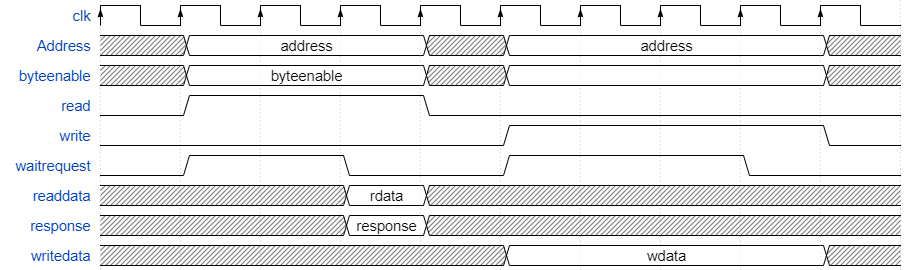 clk
Address address address
byteenable byteenable
read
write
waitrequest
readdata rdata
response response
writedata wdata